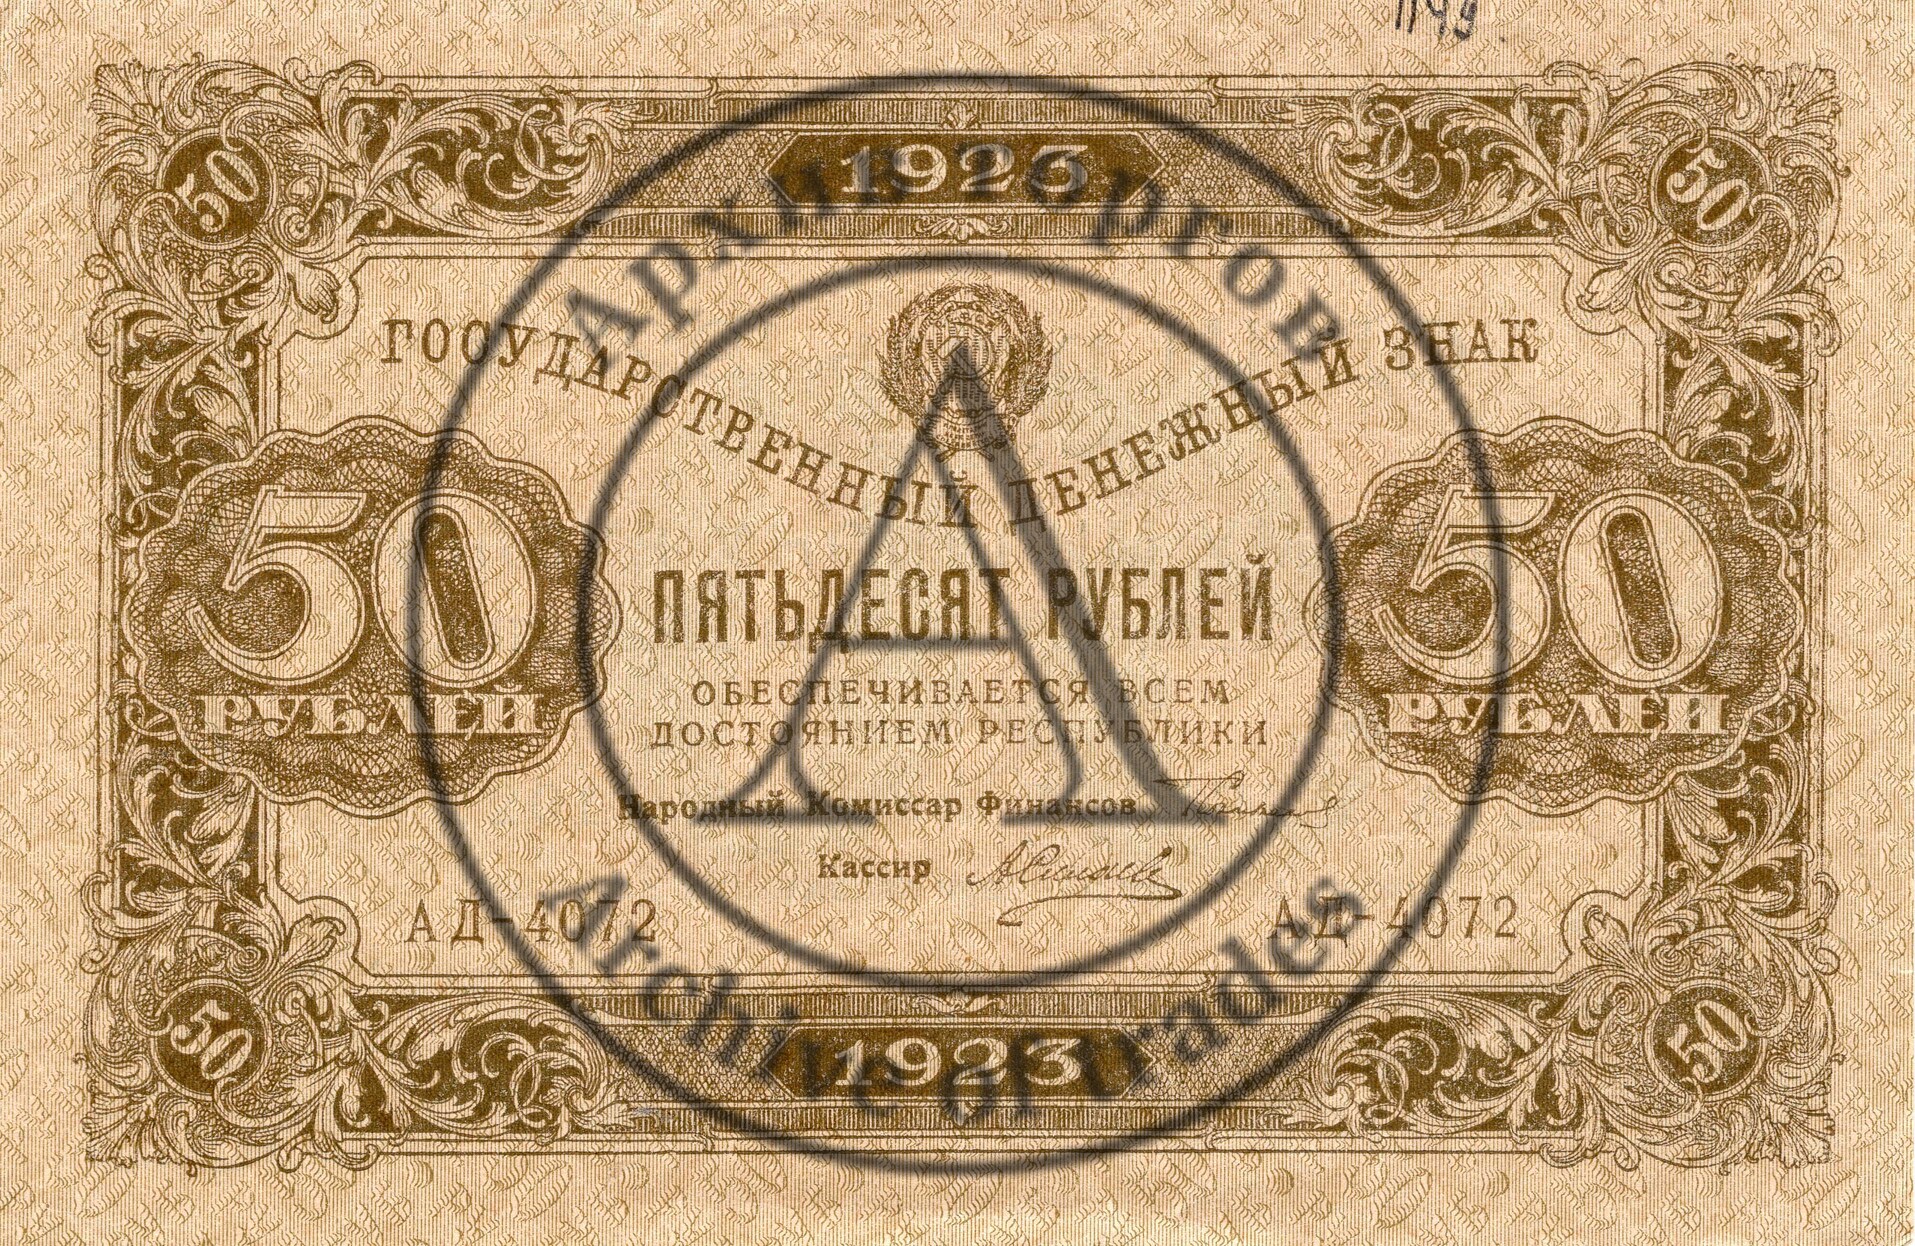 1923
50
50
ГОСУДАРСТВЕННЫЙ ДЕНЕЖНЫЙ ЗНАК
50
РУБЛЕЙ
ПЯТЬДЕСЯТ РУБЛЕЙ
50
РУБЛЕЙ
ОБЕСПЕЧИВАЕТСЯ ВСЕМ
ДОСТОЯНИЕМ РЕСПУБЛИКИ
Народный Комиссар Финансов
Кассир
АД-4072
АД-4072
50
1923
50
Архив торгов
А
Archive of Trades